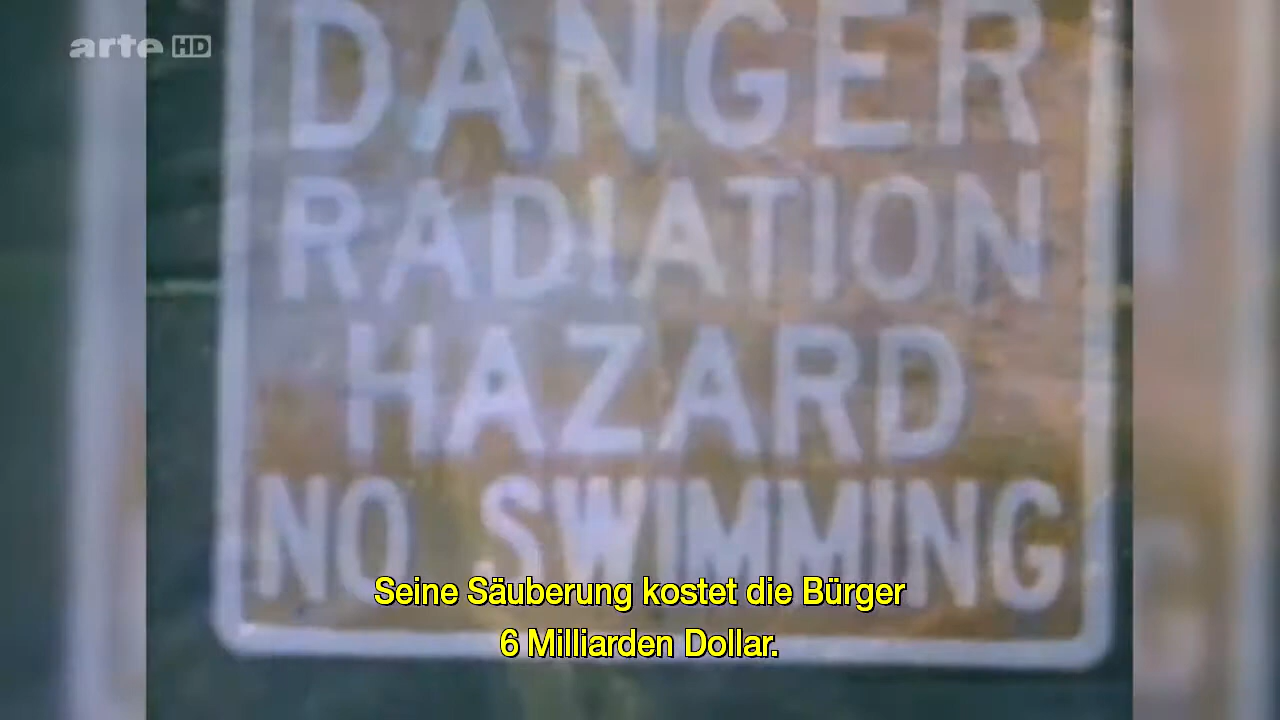 arte HD
DANGER
RADIATION
HAZARD
NO SWIMMING
Seine Säuberung kostet die Bürger
6 Milliarden Dollar.